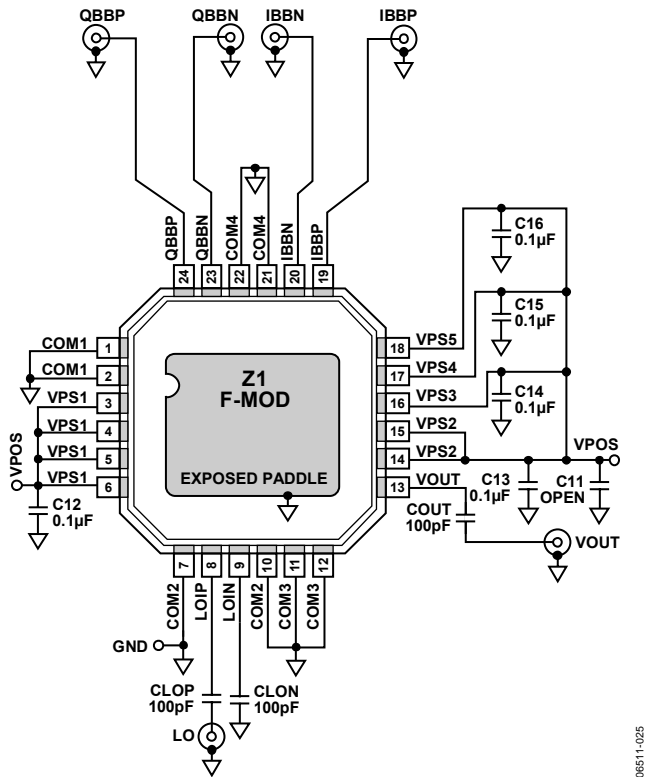 QBBP
QBBN
IBBN
IBBP
QBBP
QBBN
COM4
COM4
IBBN
IBBP
24
23
22
21
20
19
C16
0.1µF
C15
0.1µF
C14
0.1µF
COM1
1
COM1
2
VPS1
3
VPS1
4
VPS1
5
VPS1
6
VPOS
C12
0.1µF
Z1
F-MOD
EXPOSED PADDLE
18
VPS5
17
VPS4
16
VPS3
15
VPS2
14
VPS2
13
VOUT
VPOS
C13
0.1µF
C11
OPEN
COUT
100pF
VOUT
7
8
9
10
11
12
COM2
LOIP
LOIN
COM2
COM3
COM3
GND
CLOP
100pF
CLON
100pF
LO
06511-025